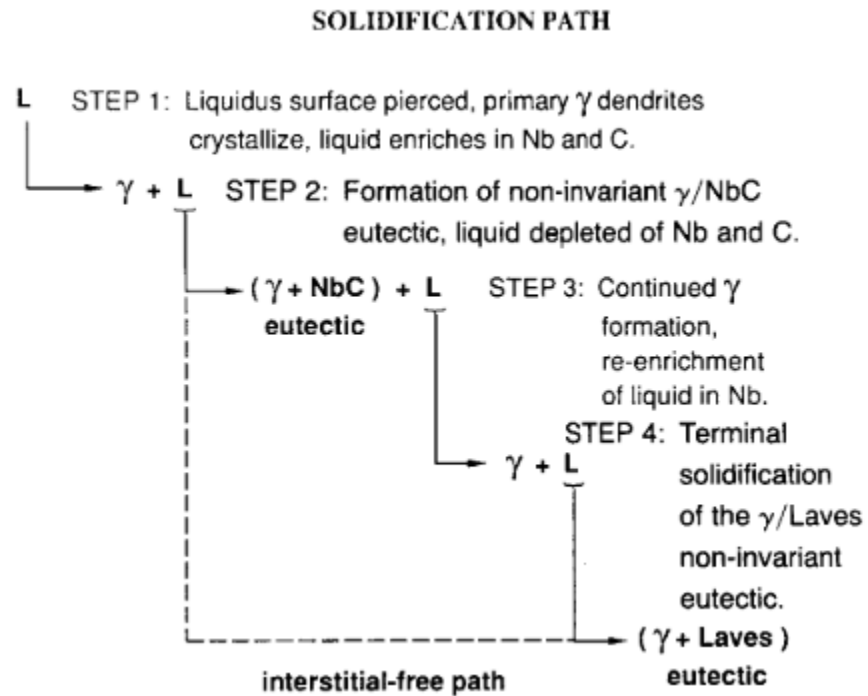 SOLIDIFICATION PATH
L STEP 1: Liquidus surface pierced, primary γ dendrites
crystallize, liquid enriches in Nb and C.
γ + L STEP 2: Formation of non-invariant γ/NbC
eutectic, liquid depleted of Nb and C.
(γ + NbC) + L STEP 3: Continued γ
eutectic formation,
re-enrichment
of liquid in Nb.
STEP 4: Terminal
γ + L solidification
of the γ/Laves
non-invariant
eutectic.
(γ + Laves)
interstitial-free path eutectic